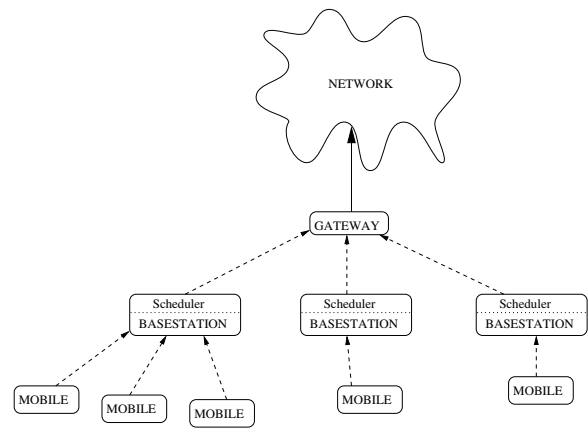 NETWORK
GATEWAY
Scheduler
BASESTATION
Scheduler
BASESTATION
Scheduler
BASESTATION
MOBILE
MOBILE
MOBILE
MOBILE
MOBILE